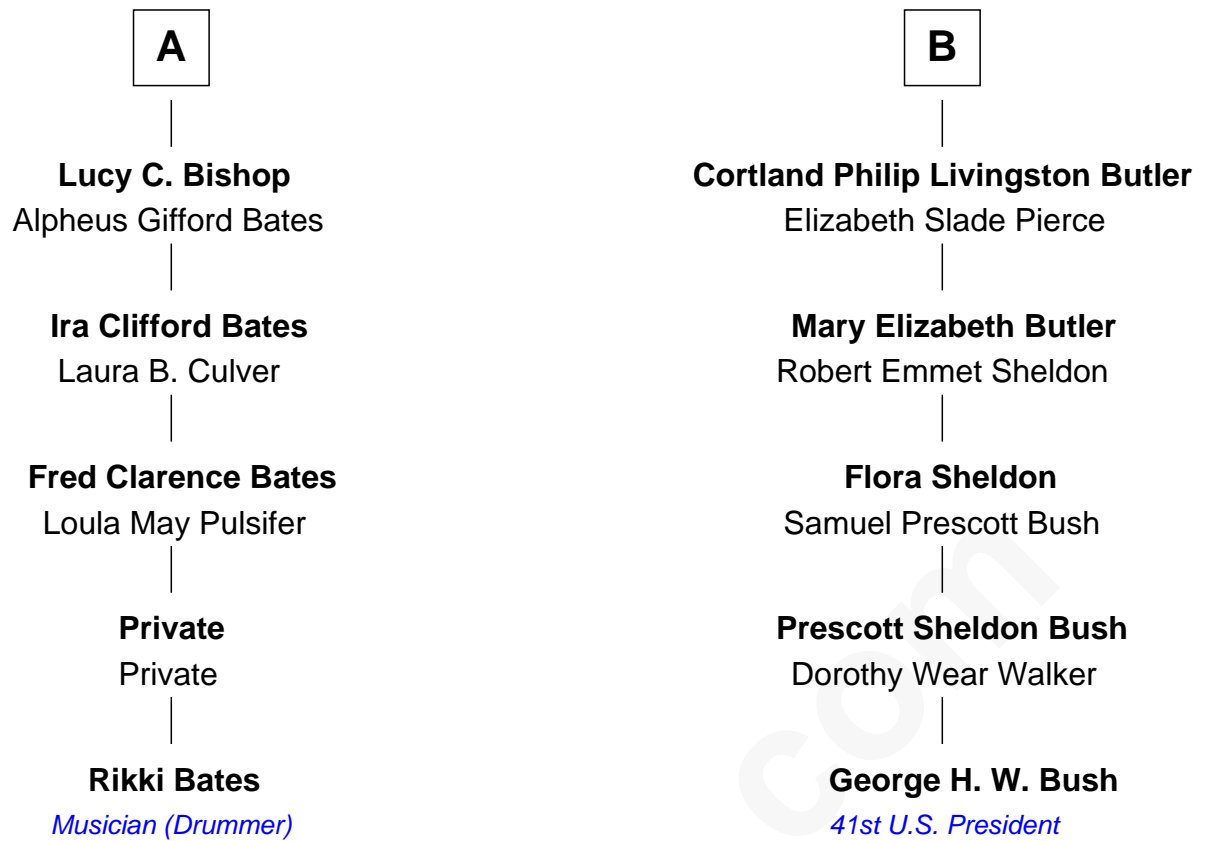 A
Lucy C. Bishop
Alpheus Gifford Bates
Ira Clifford Bates
Laura B. Culver
Fred Clarence Bates
Loula May Pulsifer
Private
Private
Rikki Bates
Musician (Drummer)
B
Cortland Philip Livingston Butler
Elizabeth Slade Pierce
Mary Elizabeth Butler
Robert Emmet Sheldon
Flora Sheldon
Samuel Prescott Bush
Prescott Sheldon Bush
Dorothy Wear Walker
George H. W. Bush
41st U.S. President
com